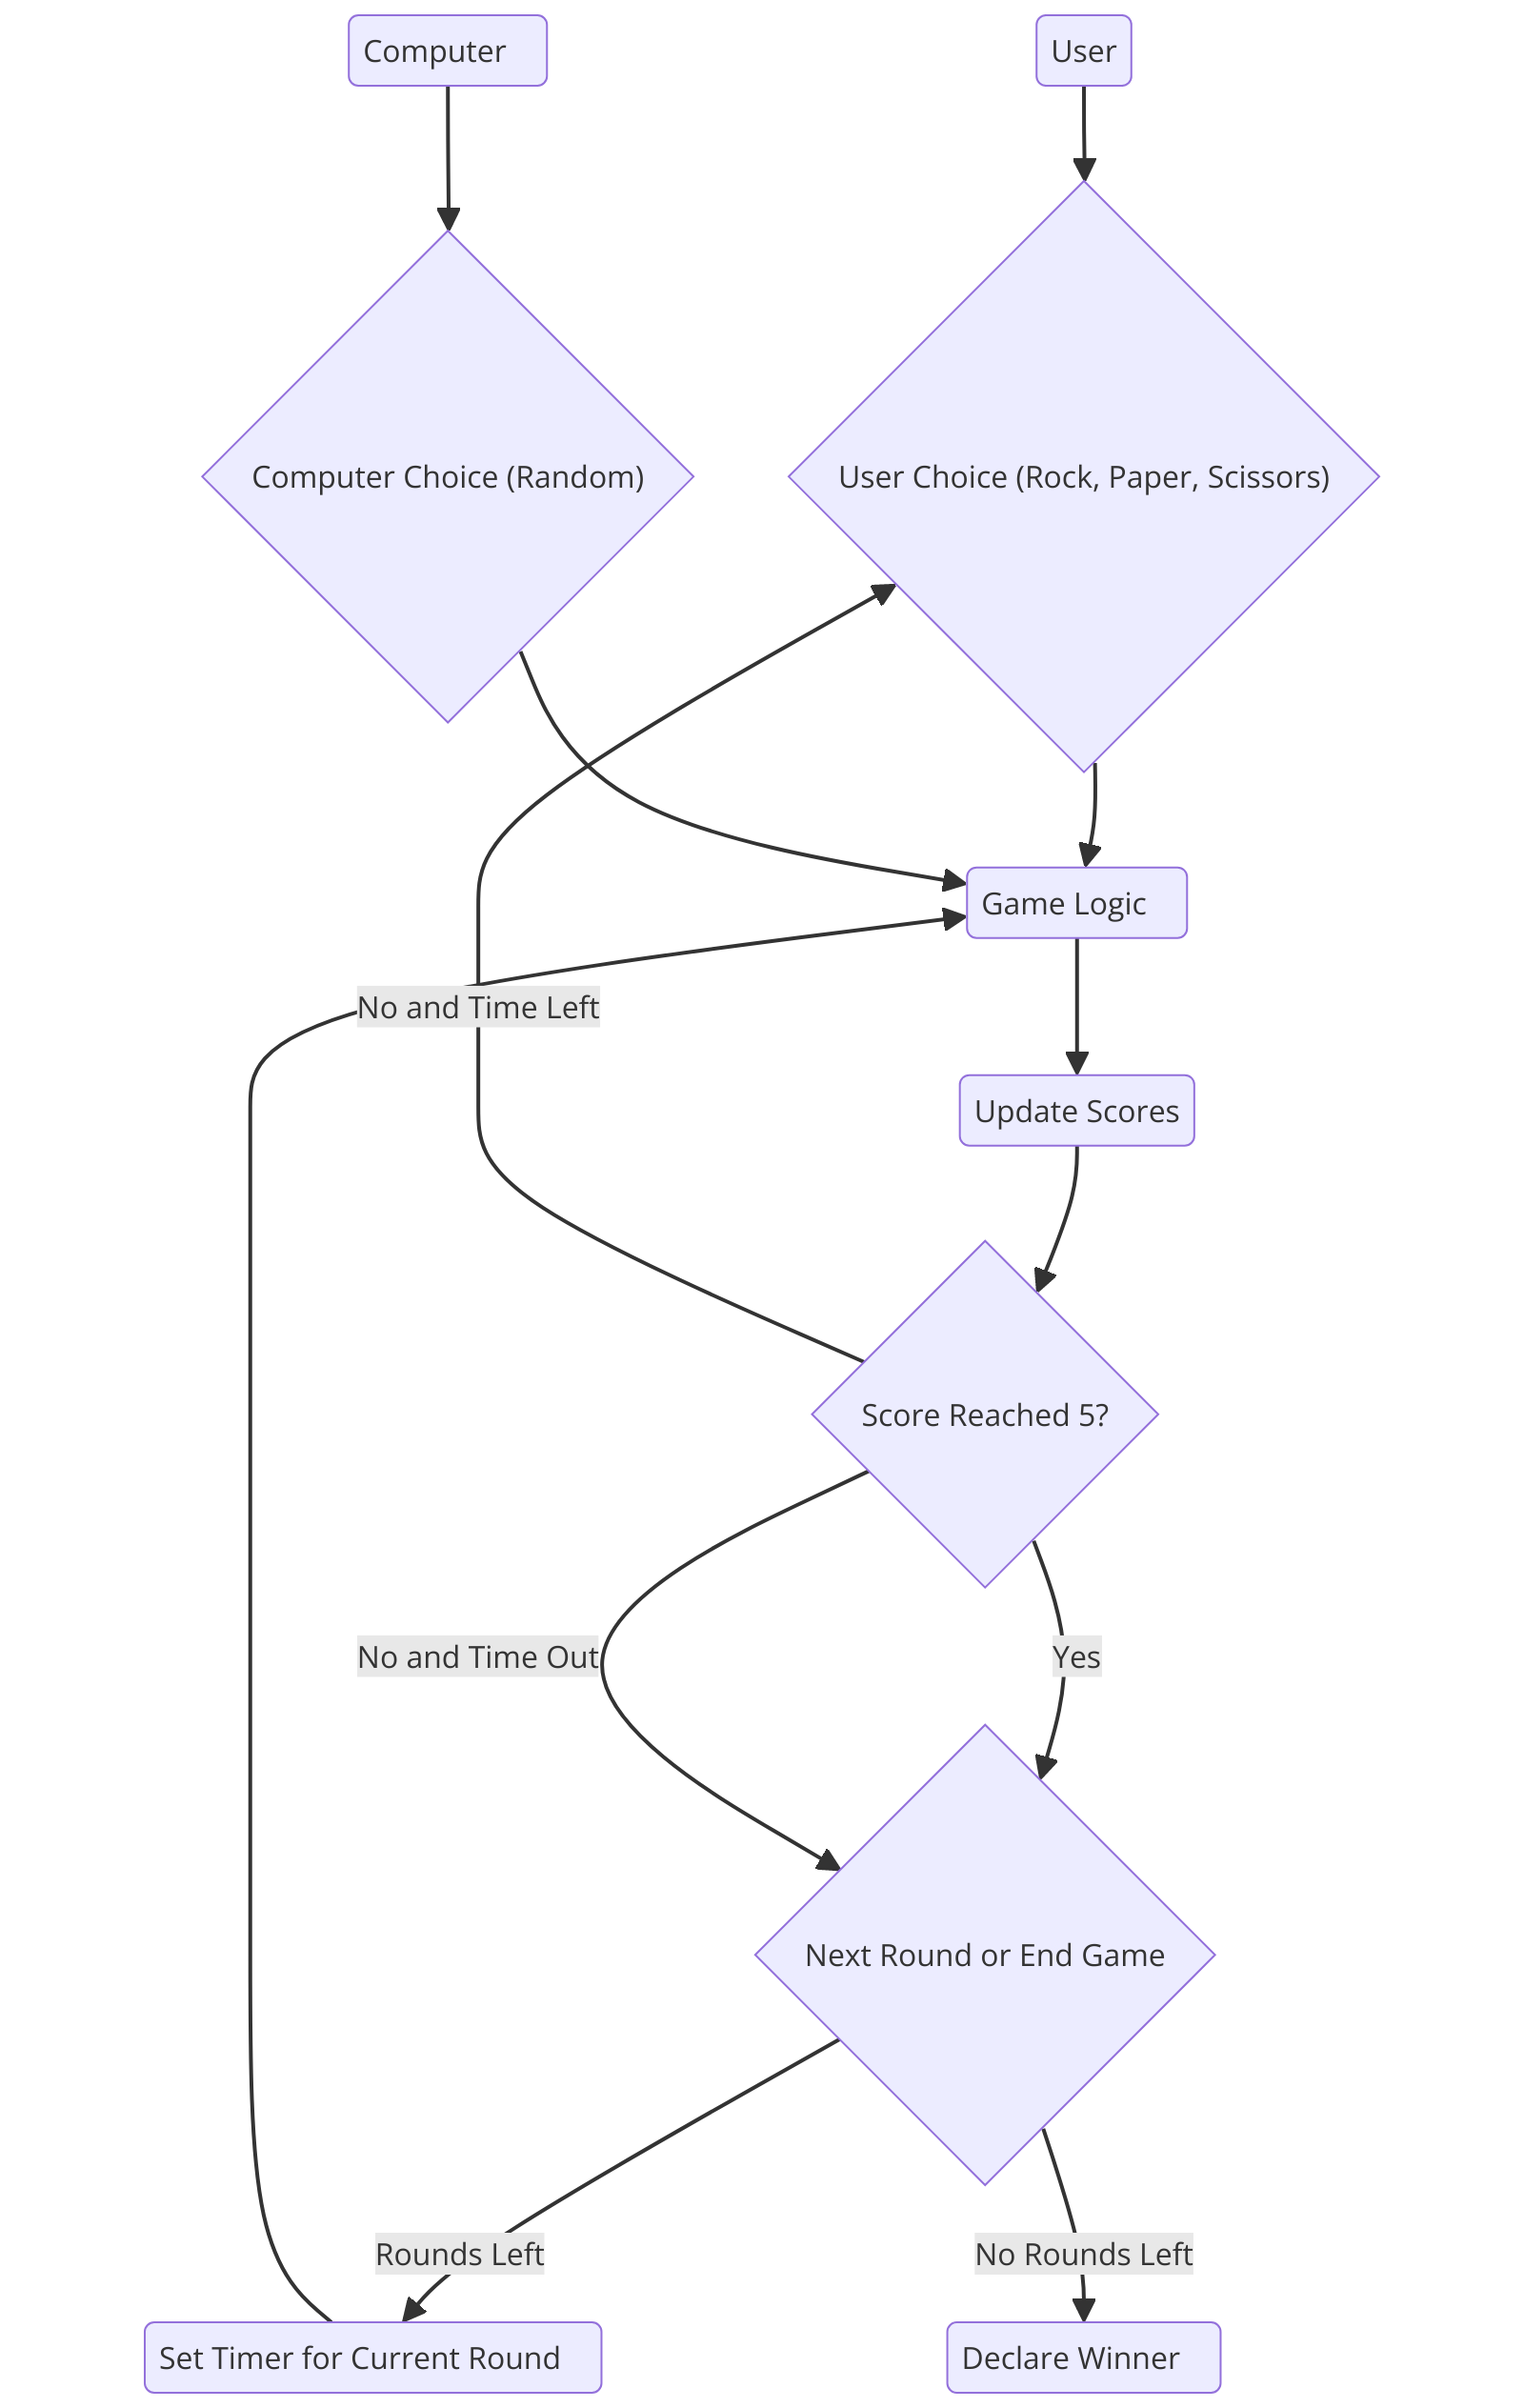 Computer
User
Computer Choice (Random)
User Choice (Rock, Paper, Scissors)
Game Logic
No and Time Left
Update Scores
Score Reached 5?
No and Time Out
Yes
Next Round or End Game
Rounds Left
No Rounds Left
Set Timer for Current Round
Declare Winner